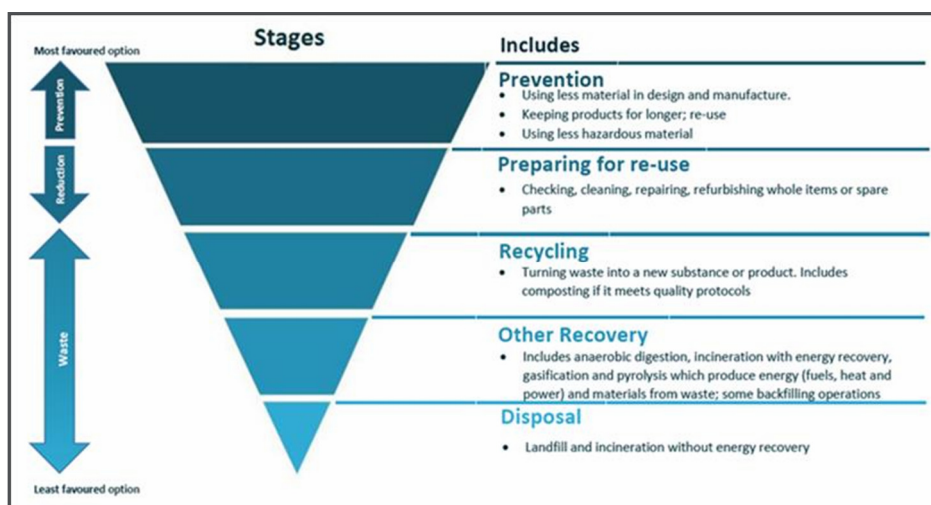 Stages
Includes
Most favoured option
Prevention
Reduction
Waste
Least favoured option
Prevention
• Using less material in design and manufacture.
• Keeping products for longer; re-use
• Using less hazardous material
Preparing for re-use
• Checking, cleaning, repairing, refurbishing whole items or spare
parts
Recycling
• Turning waste into a new substance or product. Includes
composting if it meets quality protocols
Other Recovery
• Includes anaerobic digestion, incineration with energy recovery,
gasification and pyrolysis which produce energy (fuels, heat and
power) and materials from waste; some backfilling operations
Disposal
• Landfill and incineration without energy recovery